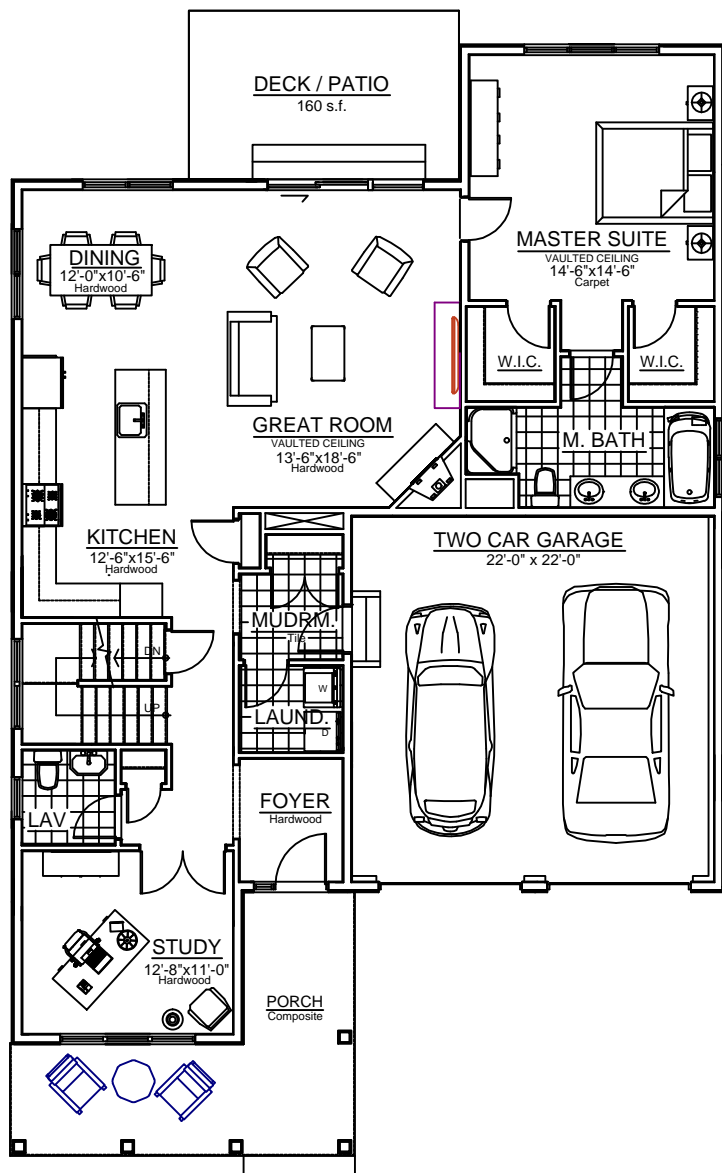 DECK / PATIO
160 s.f.
DINING
12'-0"x10'-6"
Hardwood
MASTER SUITE
VAULTED CEILING
14'-6"x14'-6"
Carpet
W.I.C.
W.I.C.
GREAT ROOM
VAULTED CEILING
13'-6"x18'-6"
Hardwood
M. BATH
KITCHEN
12'-6"x15'-6"
Hardwood
TWO CAR GARAGE
22'-0" x 22'-0"
MUDRM.
Tile
DN
UP
W
LAUND.
D
FOYER
Hardwood
LAV
STUDY
12'-8"x11'-0"
Hardwood
PORCH
Composite